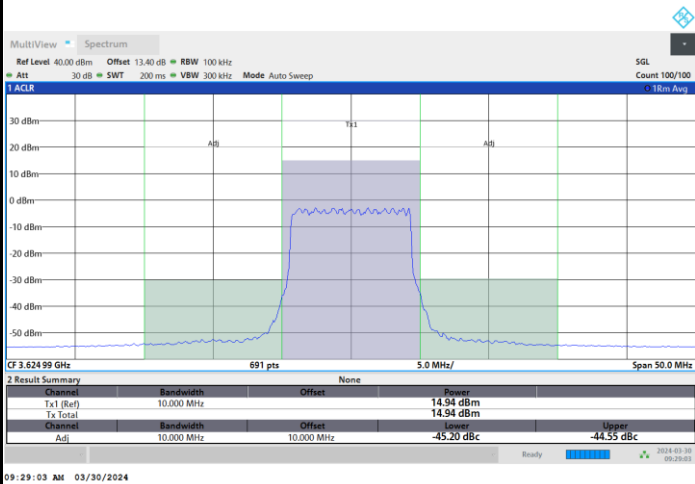 MultiView Spectrum
Ref Level 40.00 dBm Offset 13.40 dB RBW 100 kHz SGL
Att 30 dB SWT 200 ms VBW 300 kHz Mode Auto Sweep Count 100/100
1 ACLR 1Rm Avg
30 dBm
Tx1
20 dBm
Adj Adj
10 dBm
0 dBm
-10 dBm
-20 dBm
-30 dBm
-40 dBm
-50 dBm
CF 3.62499 GHz 691 pts 5.0 MHz/ Span 50.0 MHz
2 Result Summary None
Channel Bandwidth Offset Power
Tx1 (Ref) 10.000 MHz 14.94 dBm
Tx Total 14.94 dBm
Channel Bandwidth Offset Lower Upper
Adj 10.000 MHz 10.000 MHz -45.20 dBc -44.55 dBc
Ready 2024-03-30
09:29:03
09:29:03 AM 03/30/2024